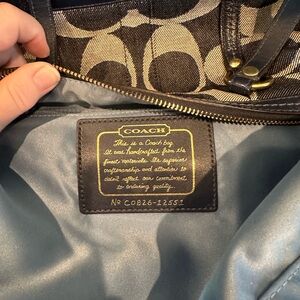 COACH
This is a Coach bag.
It was handcrafted from the
finest materials. Its superior
craftsmanship and attention to
detail reflect our commitment
to enduring quality.
No C0826-12551